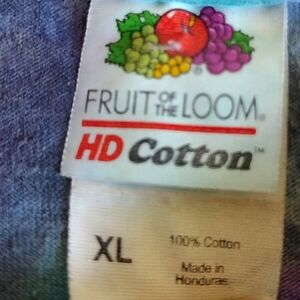 FRUIT OF THE LOOM®
HD Cotton™
XL
100% Cotton
Made in
Honduras